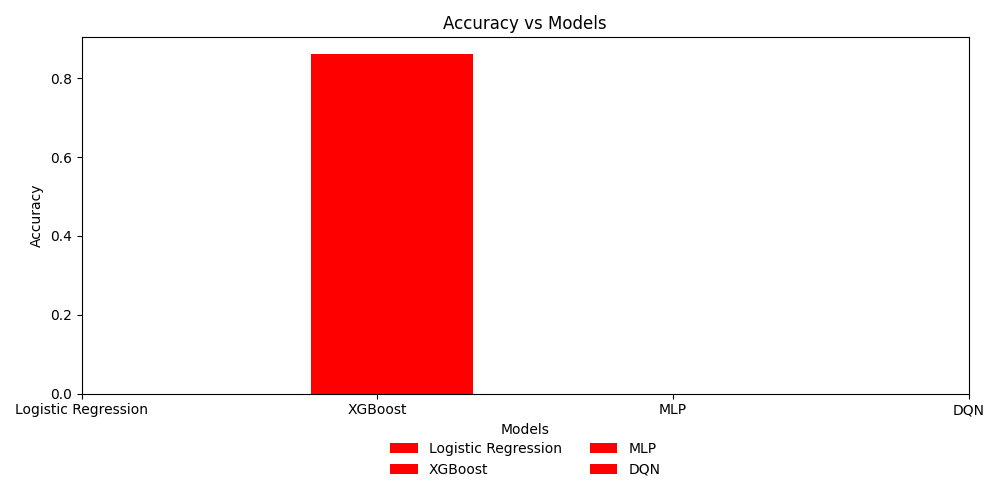 Accuracy vs Models
Accuracy
0.8
0.6
0.4
0.2
0.0
Logistic Regression XGBoost MLP DQN
Models
Logistic Regression MLP
XGBoost DQN